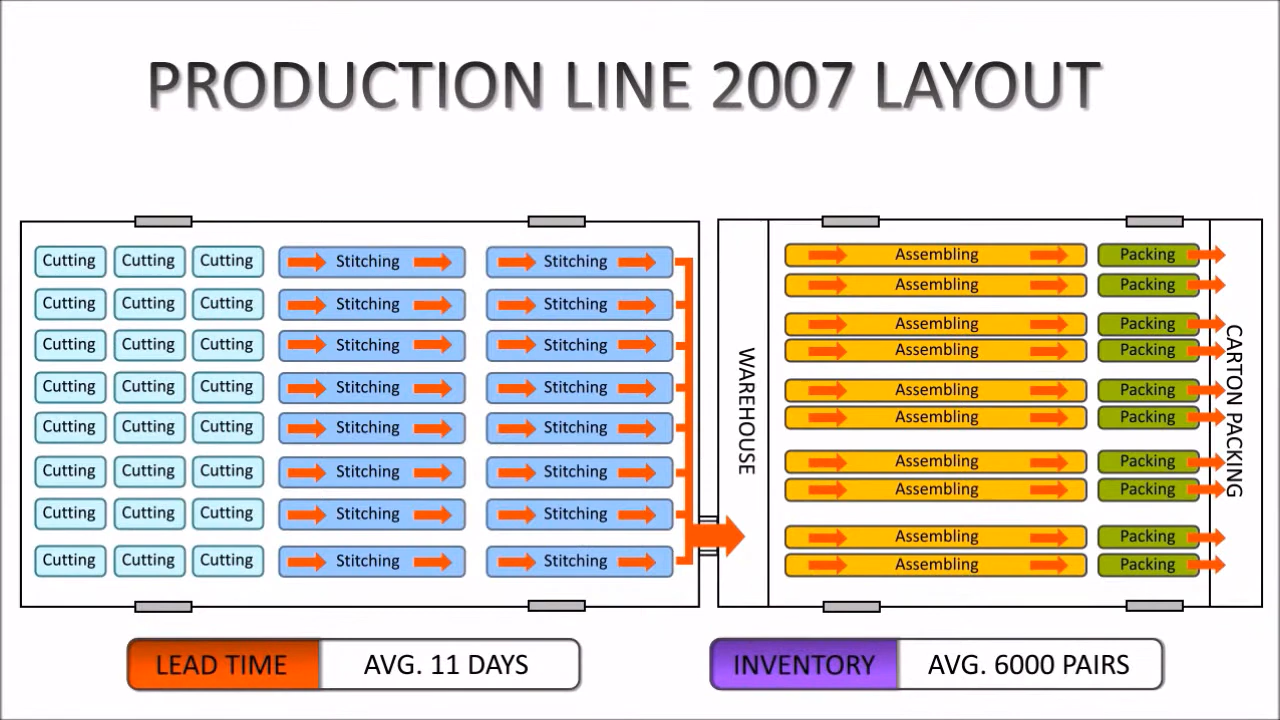 PRODUCTION LINE 2007 LAYOUT
Cutting Cutting Cutting Stitching Stitching
Cutting Cutting Cutting Stitching Stitching
Cutting Cutting Cutting Stitching Stitching
Cutting Cutting Cutting Stitching Stitching
Cutting Cutting Cutting Stitching Stitching
Cutting Cutting Cutting Stitching Stitching
Cutting Cutting Cutting Stitching Stitching
Cutting Cutting Cutting Stitching Stitching
WAREHOUSE
Assembling Packing
Assembling Packing
Assembling Packing
Assembling Packing
Assembling Packing
Assembling Packing
Assembling Packing
Assembling Packing
Assembling Packing
Assembling Packing
CARTON PACKING
LEAD TIME AVG. 11 DAYS
INVENTORY AVG. 6000 PAIRS